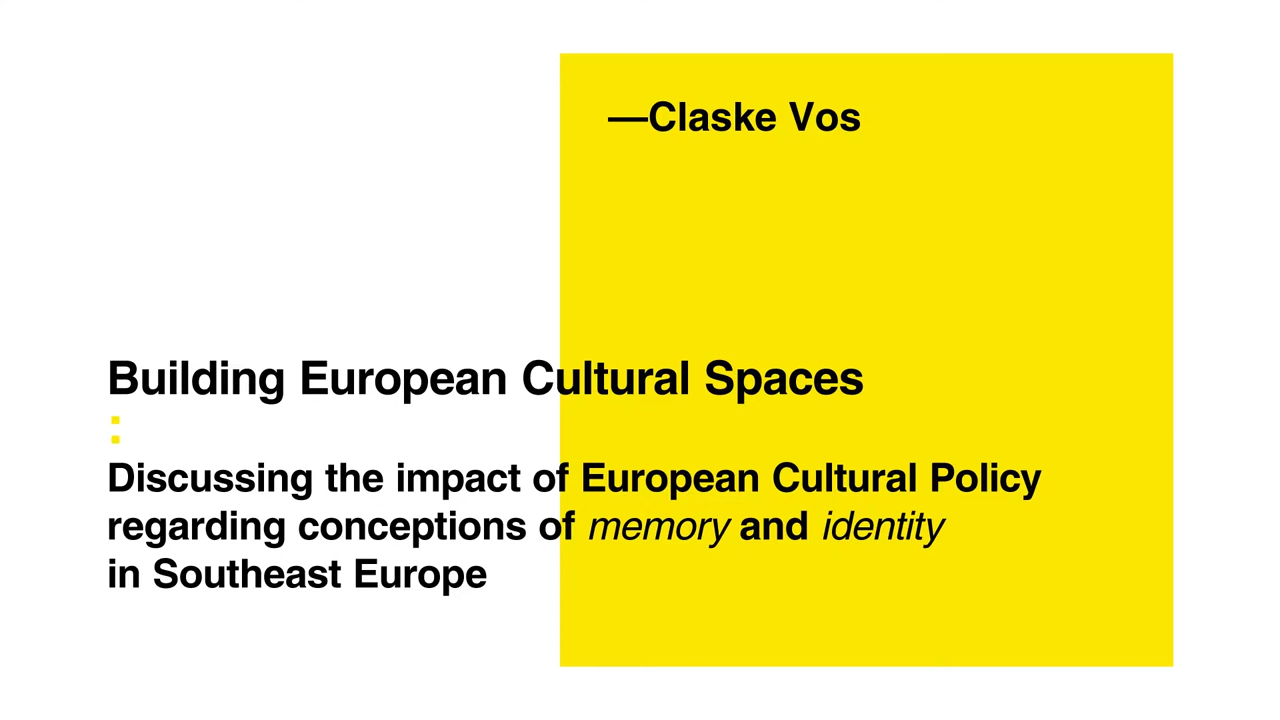 —Claske Vos
Building European Cultural Spaces
:
Discussing the impact of European Cultural Policy
regarding conceptions of memory and identity
in Southeast Europe